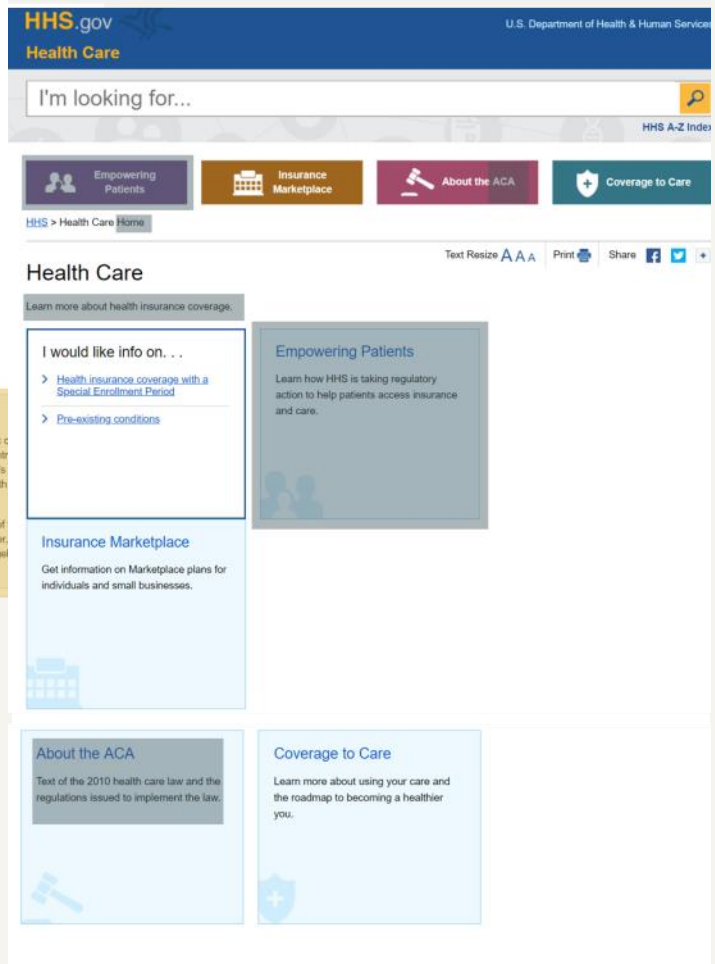 HHS.gov
U.S. Department of Health & Human Services
Health Care
I'm looking for...
HHS A-Z Index
Empowering
Patients
Insurance
Marketplace
About the ACA
Coverage to Care
HHS > Health Care Home
Text Resize A A A Print Share
Health Care
Learn more about health insurance coverage.
I would like info on. . .
> Health insurance coverage with a
Special Enrollment Period
> Pre-existing conditions
Empowering Patients
Learn how HHS is taking regulatory
action to help patients access insurance
and care.
Insurance Marketplace
Get information on Marketplace plans for
individuals and small businesses.
About the ACA
Text of the 2010 health care law and the
regulations issued to implement the law.
Coverage to Care
Learn more about using your care and
the roadmap to becoming a healthier
you.